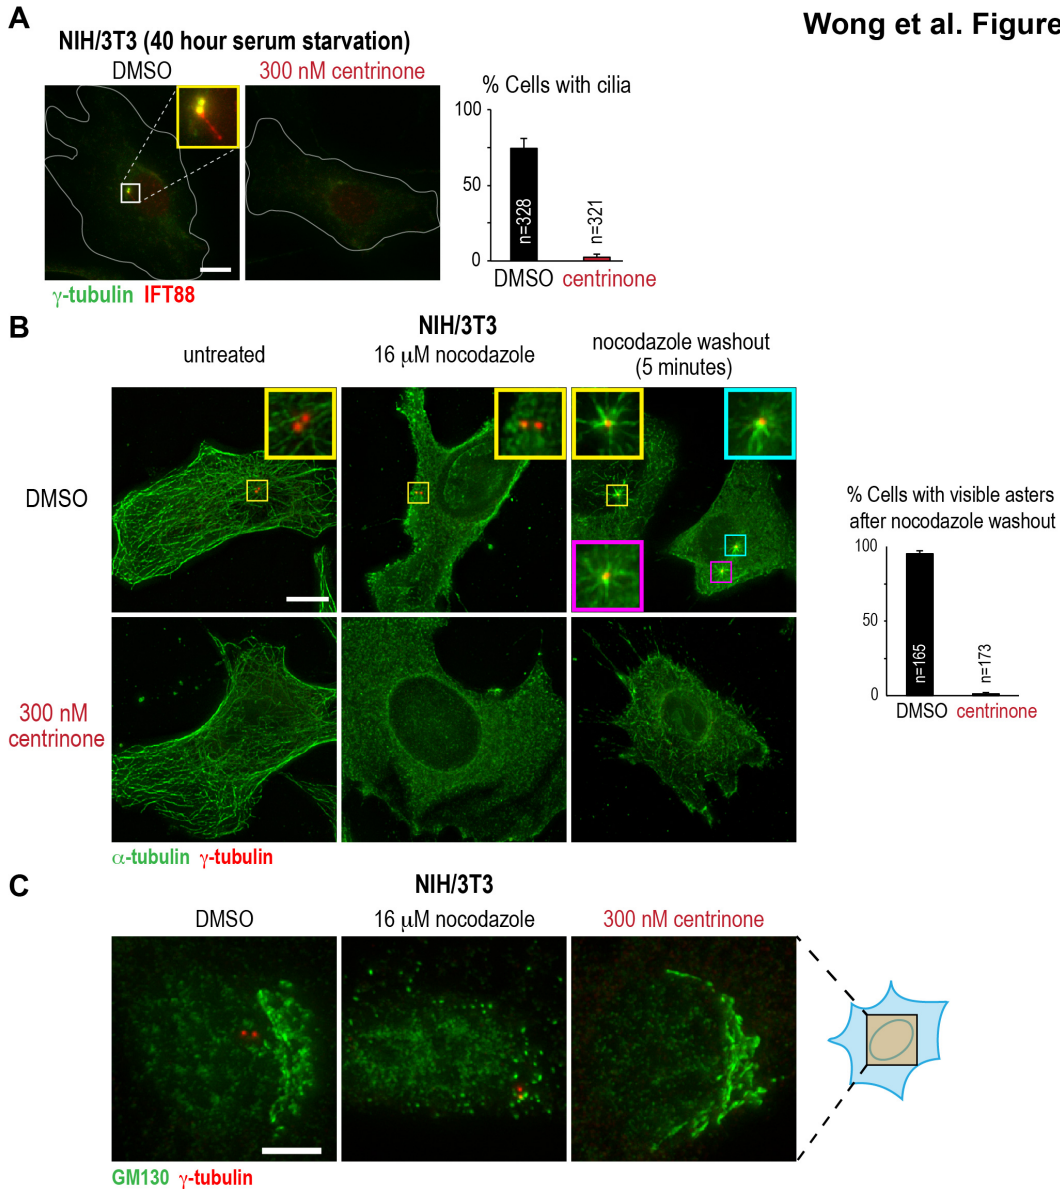 A
Wong et al. Figure
NIH/3T3 (40 hour serum starvation)
DMSO
300 nM centrinone
% Cells with cilia
100
50
0
n=328
n=321
DMSO
centrinone
γ-tubulin IFT88
B
NIH/3T3
untreated
16 μM nocodazole
nocodazole washout
(5 minutes)
DMSO
300 nM
centrinone
% Cells with visible asters
after nocodazole washout
100
50
0
n=165
n=173
DMSO
centrinone
α-tubulin γ-tubulin
C
NIH/3T3
DMSO
16 μM nocodazole
300 nM centrinone
GM130 γ-tubulin